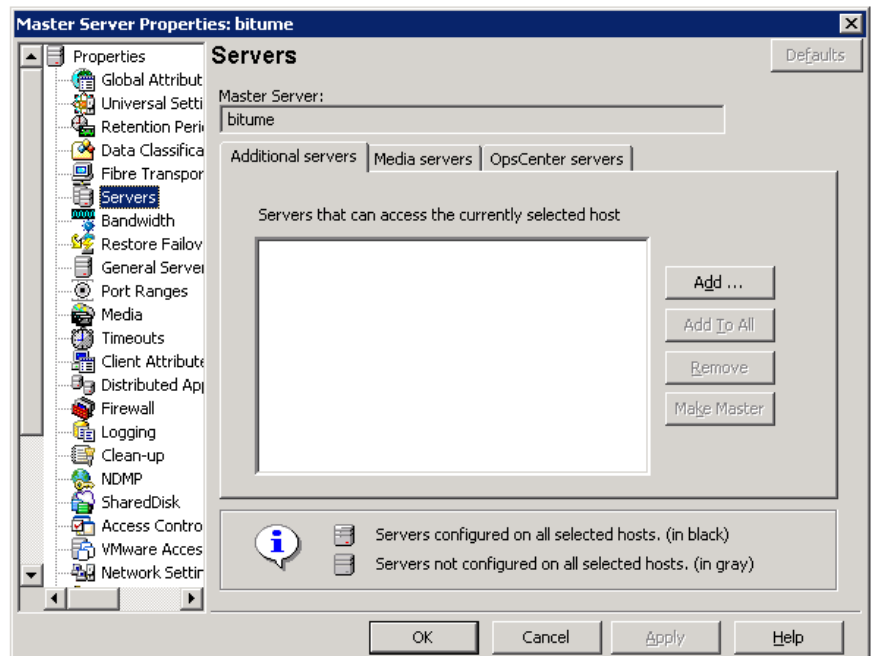 Master Server Properties: bitume
Properties
Global Attribut
Universal Setti
Retention Peri
Data Classifica
Fibre Transpor
Servers
Bandwidth
Restore Failov
General Server
Port Ranges
Media
Timeouts
Client Attribute
Distributed App
Firewall
Logging
Clean-up
NDMP
SharedDisk
Access Contro
VMware Acces
Network Settin
Servers
Defaults
Master Server:
bitume
Additional servers
Media servers
OpsCenter servers
Servers that can access the currently selected host
Add ...
Add To All
Remove
Make Master
Servers configured on all selected hosts. (in black)
Servers not configured on all selected hosts. (in gray)
OK
Cancel
Apply
Help